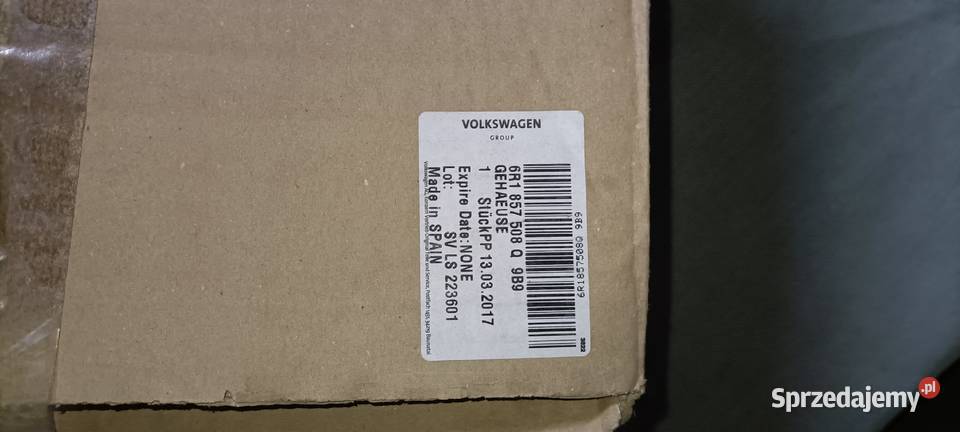 VOLKSWAGEN
GROUP
6R1857508Q 9B9
6R1 857 508 Q 9B9
GEHAEUSE
1 StückPP 13.03.2017
Expire Date:NONE
Lot: SV LS 223601
Made in SPAIN
3822
Sprzedajemy.pl